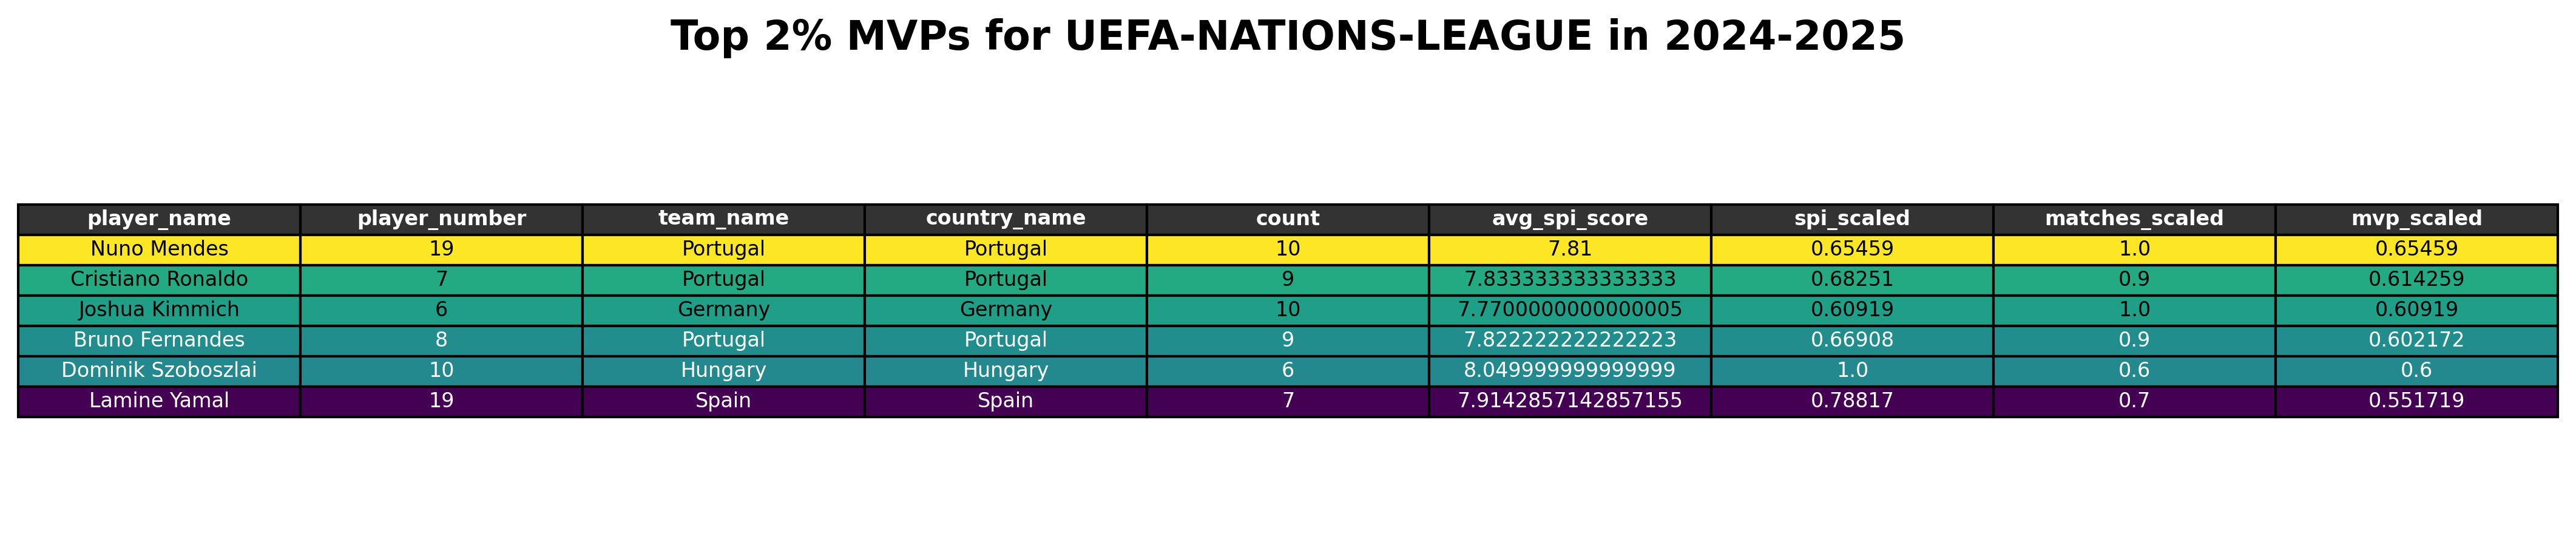 Top 2% MVPs for UEFA-NATIONS-LEAGUE in 2024-2025
player_name player_number team_name country_name count avg_spi_score spi_scaled matches_scaled mvp_scaled
Nuno Mendes 19 Portugal Portugal 10 7.81 0.65459 1.0 0.65459
Cristiano Ronaldo 7 Portugal Portugal 9 7.833333333333333 0.68251 0.9 0.614259
Joshua Kimmich 6 Germany Germany 10 7.7700000000000005 0.60919 1.0 0.60919
Bruno Fernandes 8 Portugal Portugal 9 7.822222222222223 0.66908 0.9 0.602172
Dominik Szoboszlai 10 Hungary Hungary 6 8.049999999999999 1.0 0.6 0.6
Lamine Yamal 19 Spain Spain 7 7.9142857142857155 0.78817 0.7 0.551719